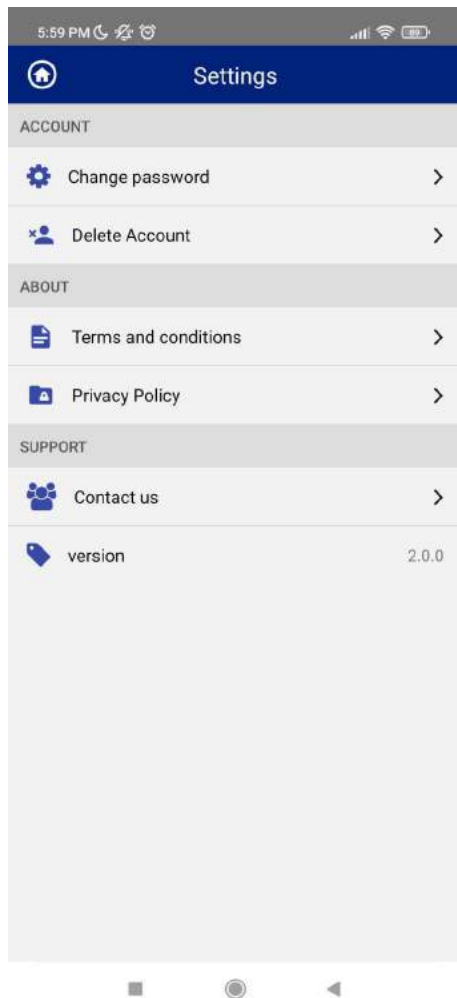 5:59 PM
89
Settings
ACCOUNT
Change password
Delete Account
ABOUT
Terms and conditions
Privacy Policy
SUPPORT
Contact us
version 2.0.0